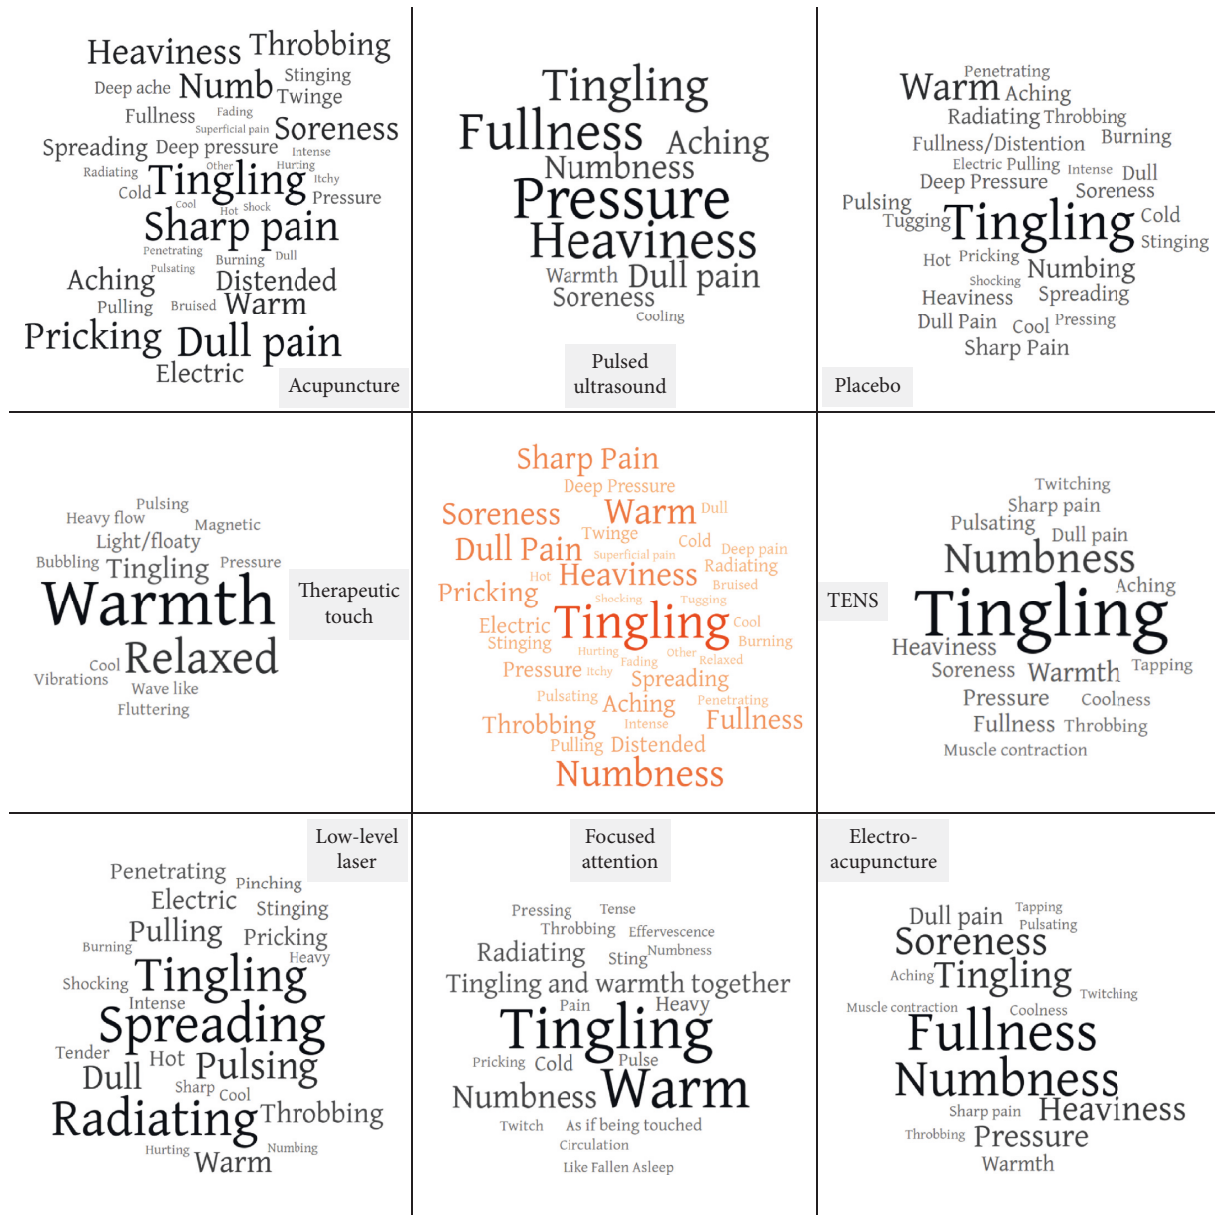 Heaviness Throbbing
Deep ache Numb Stinging
Twinge
Fullness Fading
Superficial pain Soreness
Spreading Deep pressure Intense
Radiating Other Hurting
Cold Tingling Itchy
Pressure
Cool Hot Shock
Sharp pain
Penetrating Burning Dull
Pulsating
Aching Distended
Pulling Bruised Warm
Pricking Dull pain
Electric
Acupuncture
Tingling
Fullness Aching
Numbness
Pressure
Heaviness
Warmth Dull pain
Soreness
Cooling
Pulsed
ultrasound
Penetrating
Warm Aching
Radiating Throbbing
Fullness/Distention Burning
Electric Pulling Intense Dull
Deep Pressure Soreness
Pulsing
Tugging Tingling Cold
Stinging
Hot Pricking Numbing
Shocking
Heaviness Spreading
Dull Pain Cool Pressing
Sharp Pain
Placebo
Pulsing
Heavy flow Magnetic
Light/floaty
Bubbling Tingling Pressure
Warmth
Cool Relaxed
Vibrations Wave like
Fluttering
Therapeutic
touch
Sharp Pain
Deep Pressure
Soreness Warm Dull
Twinge Cold
Dull Pain Superficial pain Deep pain
Hot Heaviness Radiating
Pricking Shocking Tugging Bruised
Electric Tingling Cool
Stinging Burning
Hurting Fading Other Relaxed
Pressure Itchy Spreading
Pulsating Aching Penetrating
Throbbing Intense Fullness
Pulling Distended
Numbness
TENS
Twitching
Sharp pain
Pulsating Dull pain
Numbness
Aching
Tingling
Heaviness
Soreness Warmth Tapping
Pressure Coolness
Fullness Throbbing
Muscle contraction
Low-level
laser
Penetrating Pinching
Electric Stinging
Pulling Pricking
Burning Heavy
Shocking Tingling
Intense
Spreading
Tender Hot Pulsing
Dull Sharp Cool
Radiating Throbbing
Hurting Numbing
Warm
Focused
attention
Pressing Tense
Throbbing Effervescence
Radiating Sting Numbness
Tingling and warmth together
Pain Heavy
Tingling
Pricking Cold Pulse
Numbness Warm
Twitch As if being touched
Circulation
Like Fallen Asleep
Electro-
acupuncture
Dull pain Tapping
Pulsating
Soreness
Aching Tingling Twitching
Muscle contraction Coolness
Fullness
Numbness
Sharp pain Heaviness
Throbbing Pressure
Warmth